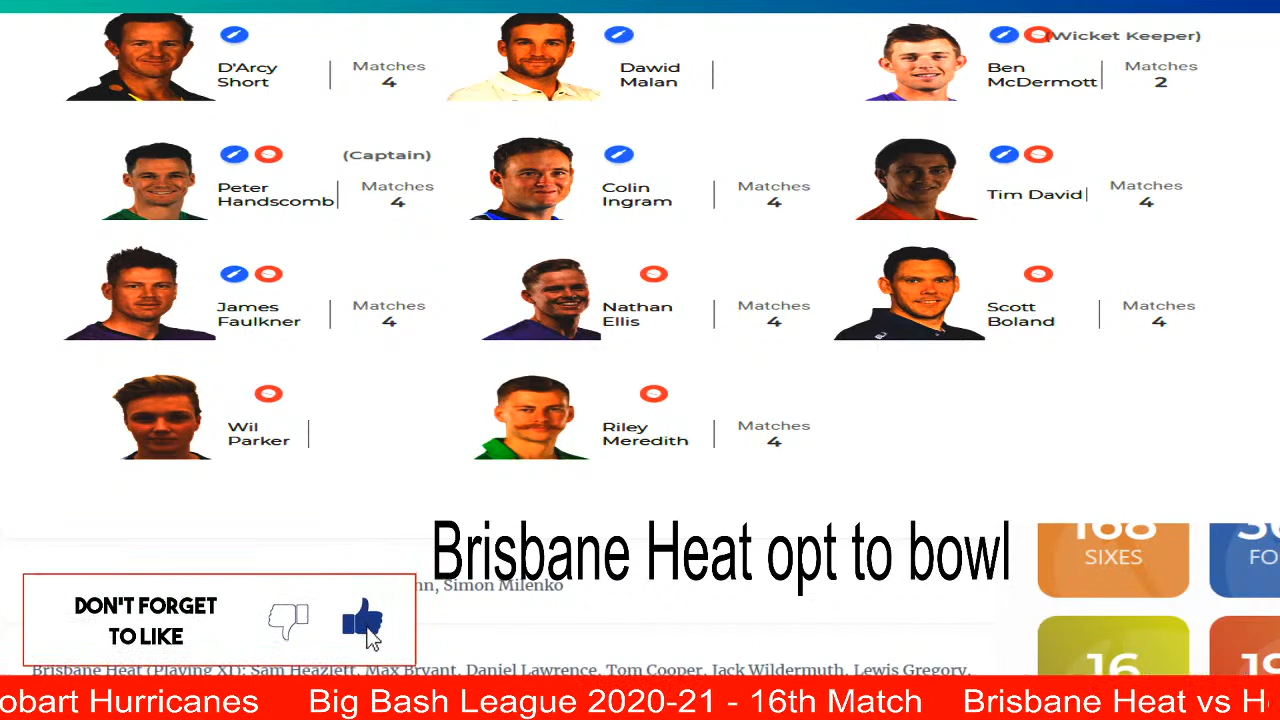 (Wicket Keeper)
D'Arcy
Short
Matches
4
Dawid
Malan
Ben
McDermott
Matches
2
(Captain)
Peter
Handscomb
Matches
4
Colin
Ingram
Matches
4
Tim David
Matches
4
James
Faulkner
Matches
4
Nathan
Ellis
Matches
4
Scott
Boland
Matches
4
Wil
Parker
Riley
Meredith
Matches
4
Brisbane Heat opt to bowl
168
SIXES
FO
nn, Simon Milenko
DON'T FORGET
TO LIKE
16
Brisbane Heat (Playing XI): Sam Heazlett, Max Bryant, Daniel Lawrence, Tom Cooper, Jack Wildermuth, Lewis Gregory,
obart Hurricanes Big Bash League 2020-21 - 16th Match Brisbane Heat vs H